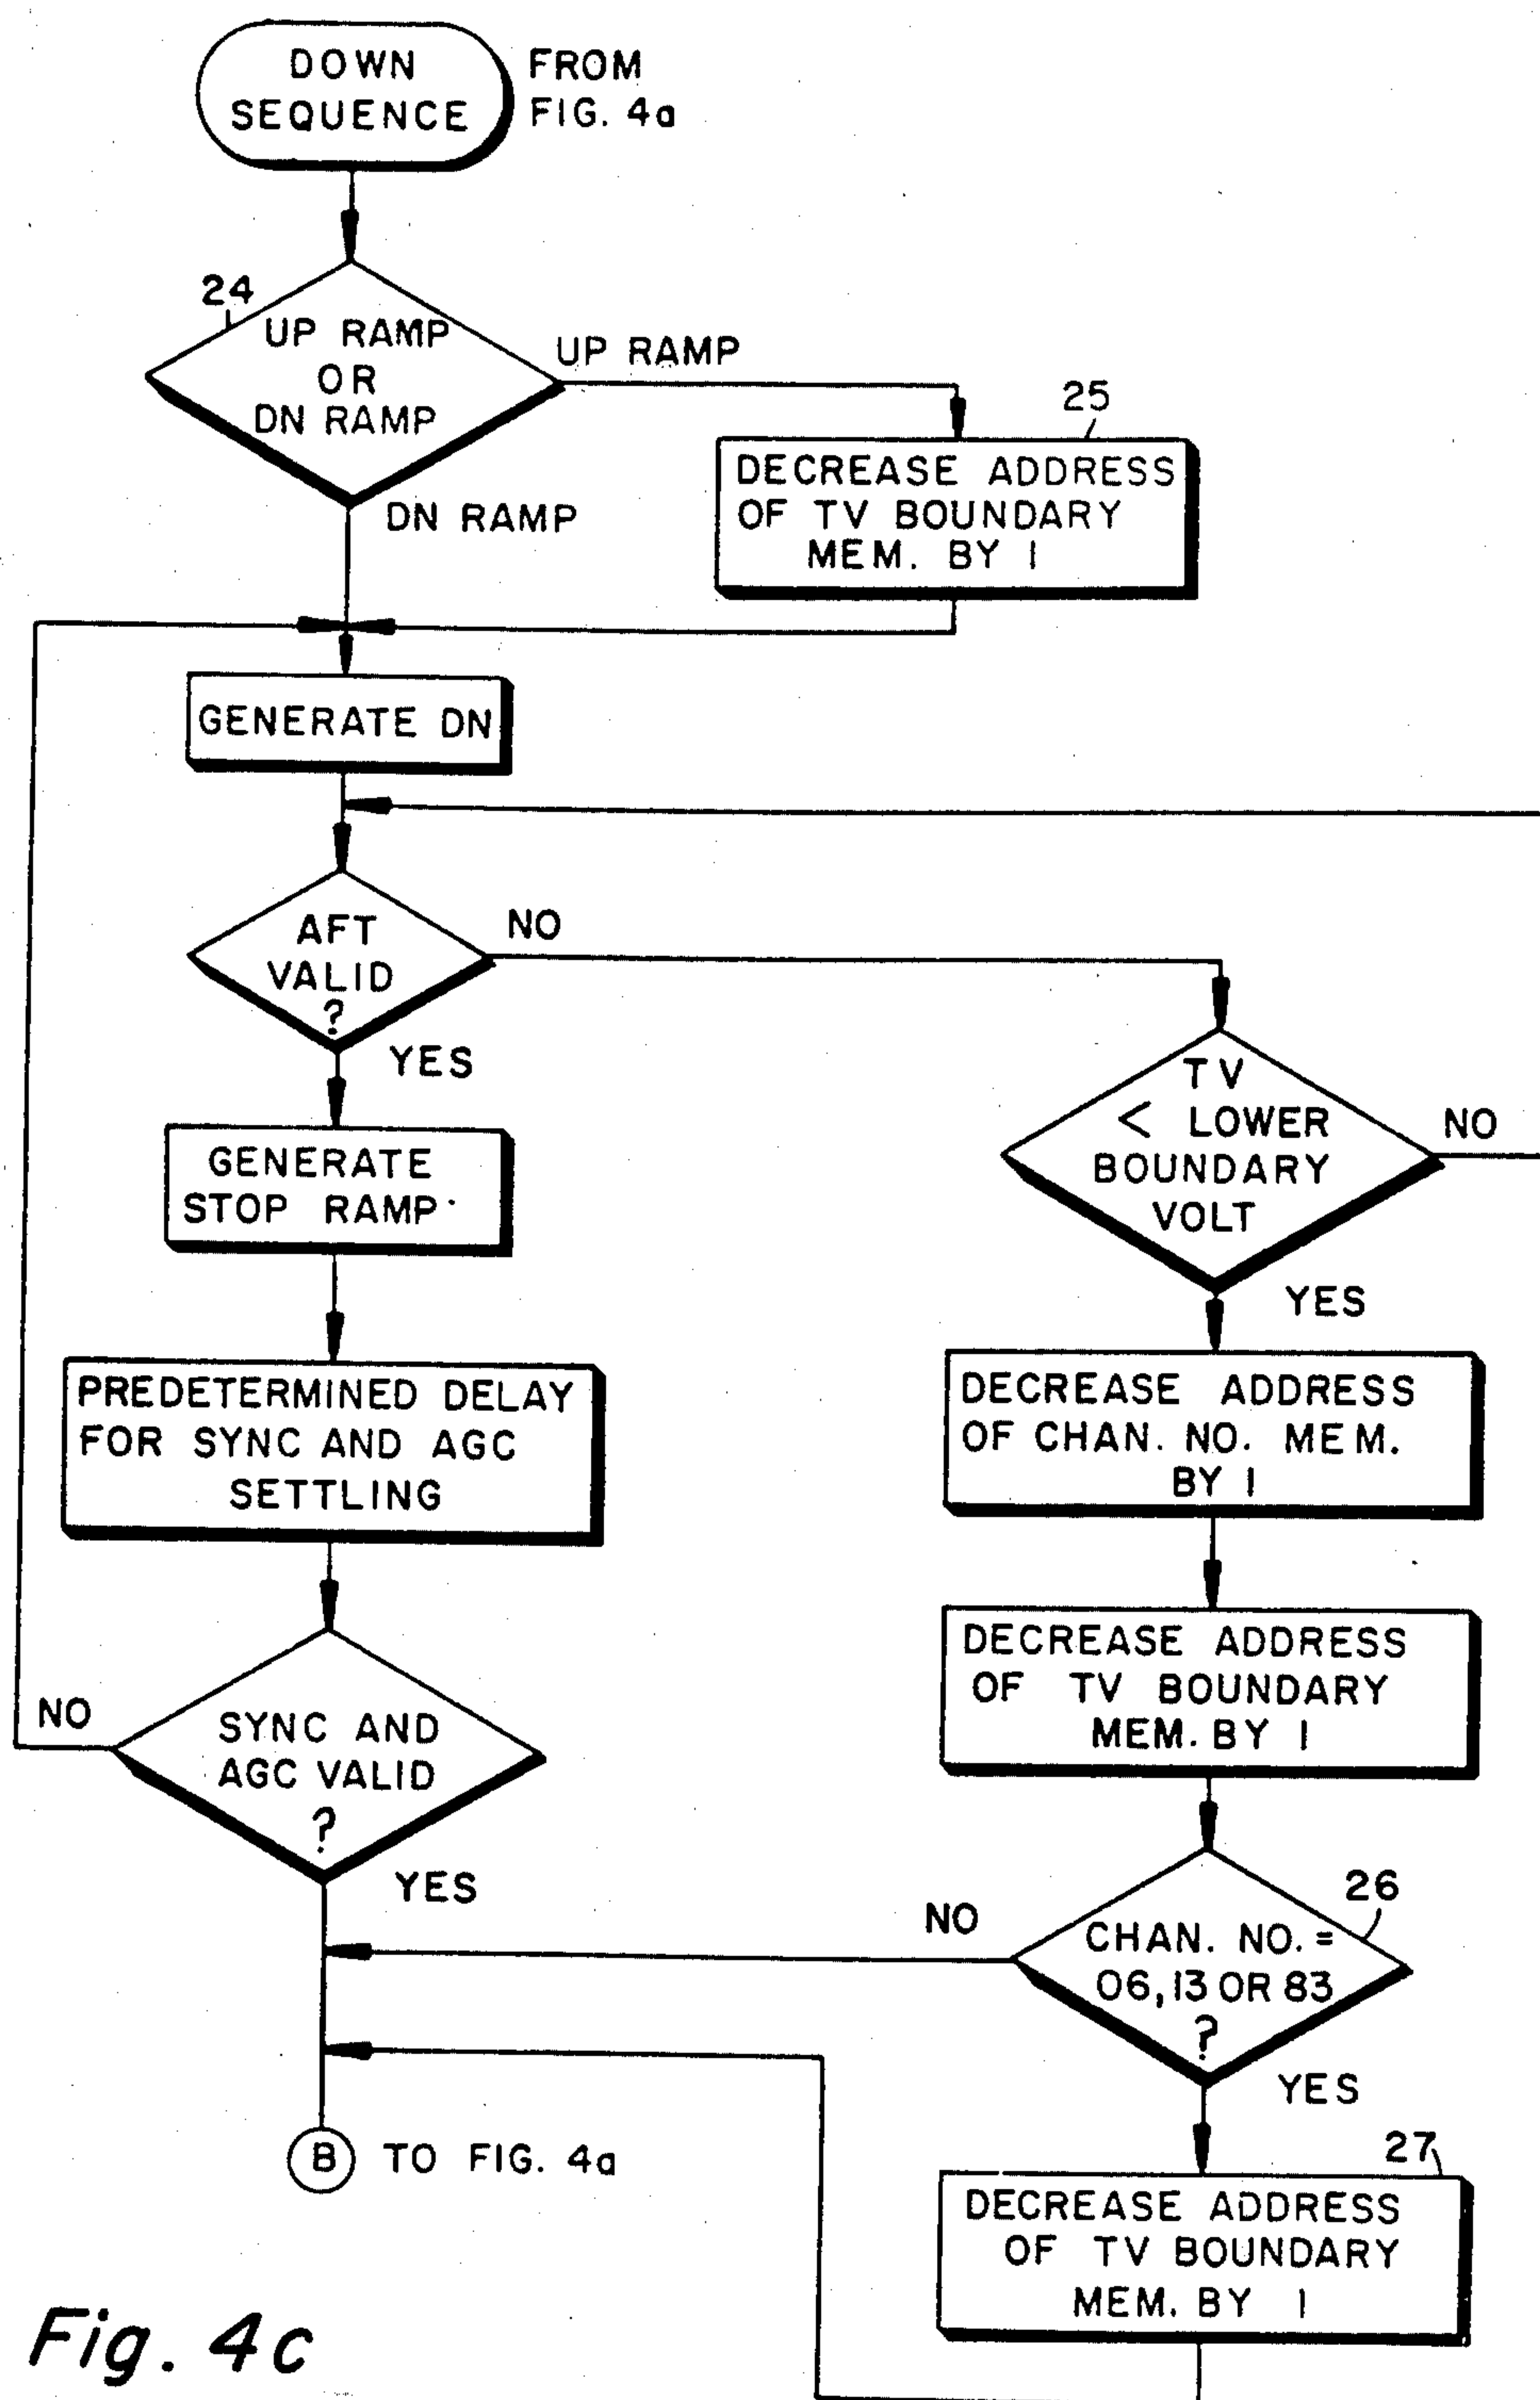 DOWN
SEQUENCE
FROM
FIG. 4a
24
UP RAMP
OR
DN RAMP
UP RAMP
DN RAMP
25
DECREASE ADDRESS
OF TV BOUNDARY
MEM. BY 1
GENERATE DN
AFT
VALID
?
NO
YES
TV
< LOWER
BOUNDARY
VOLT
NO
YES
GENERATE
STOP RAMP
PREDETERMINED DELAY
FOR SYNC AND AGC
SETTLING
DECREASE ADDRESS
OF CHAN. NO. MEM.
BY 1
DECREASE ADDRESS
OF TV BOUNDARY
MEM. BY 1
SYNC AND
AGC VALID
?
NO
YES
26
CHAN. NO. =
06, 13 OR 83
?
NO
YES
B TO FIG. 4a
27
DECREASE ADDRESS
OF TV BOUNDARY
MEM. BY 1
Fig. 4c